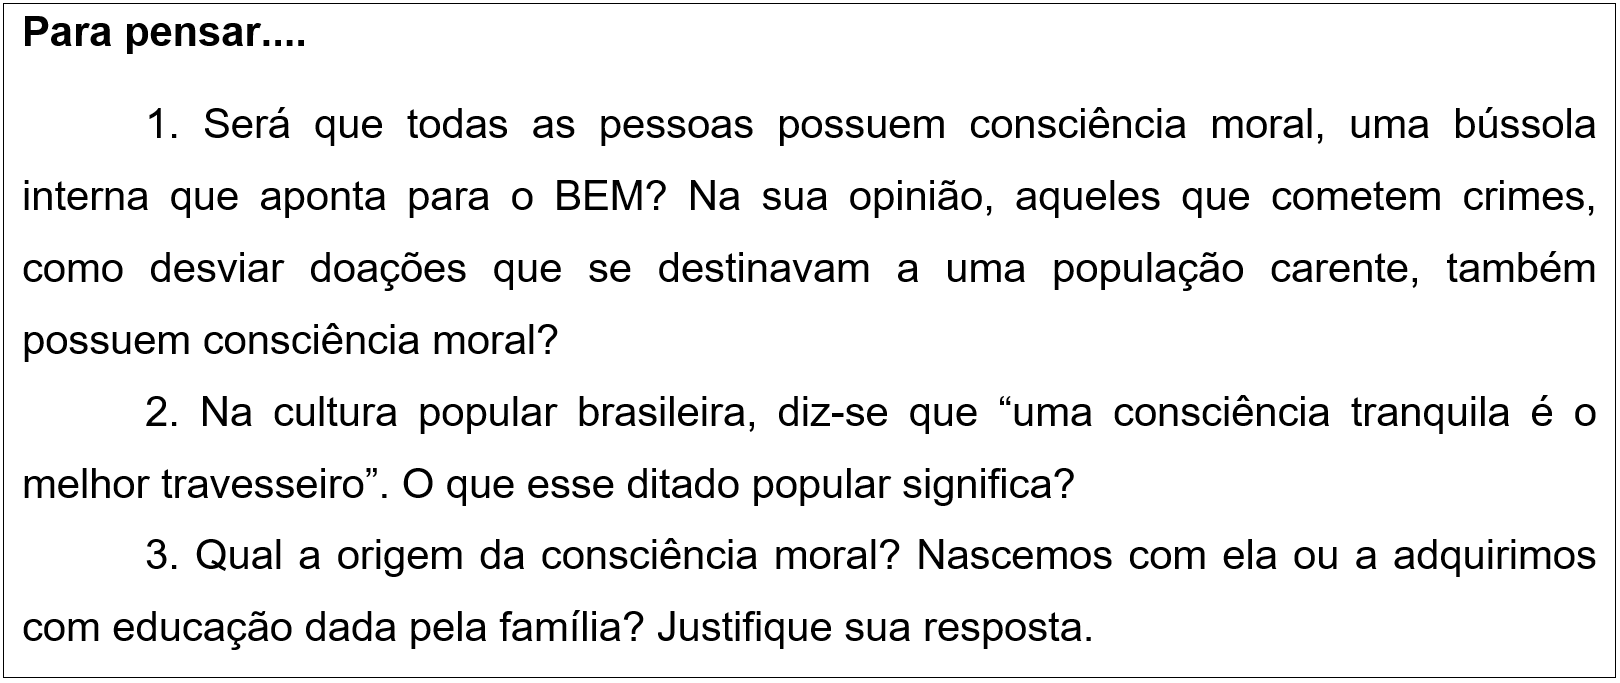 Para pensar....
1. Será que todas as pessoas possuem consciência moral, uma bússola
interna que aponta para o BEM? Na sua opinião, aqueles que cometem crimes,
como desviar doações que se destinavam a uma população carente, também
possuem consciência moral?
2. Na cultura popular brasileira, diz-se que “uma consciência tranquila é o
melhor travesseiro”. O que esse ditado popular significa?
3. Qual a origem da consciência moral? Nascemos com ela ou a adquirimos
com educação dada pela família? Justifique sua resposta.